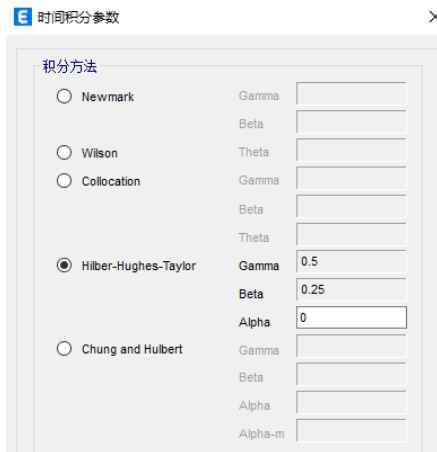 E 时间积分参数
积分方法
Newmark Gamma
Beta
Wilson Theta
Collocation Gamma
Beta
Theta
Hilber-Hughes-Taylor Gamma 0.5
Beta 0.25
Alpha 0
Chung and Hulbert Gamma
Beta
Alpha
Alpha-m